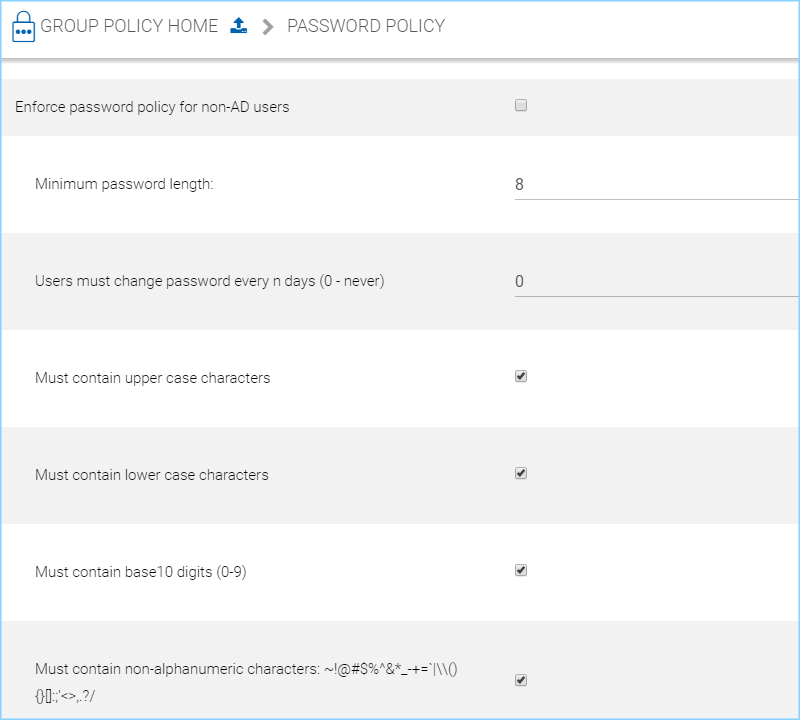 GROUP POLICY HOME PASSWORD POLICY
Enforce password policy for non-AD users
Minimum password length: 8
Users must change password every n days (0 - never) 0
Must contain upper case characters
Must contain lower case characters
Must contain base10 digits (0-9)
Must contain non-alphanumeric characters: ~!@#$%^&*_-+=`|\\()
{}[]:;'<>,.?/